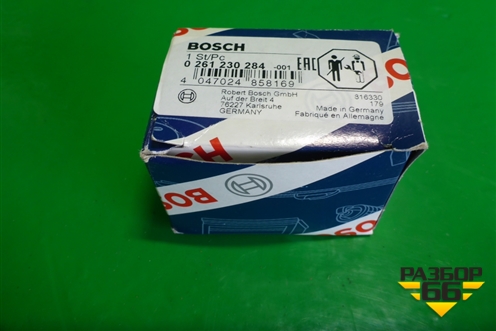 BOSCH
1 St/Pc
0 261 230 284 -001
EAC
4 047024 858169
Robert Bosch GmbH
Auf der Breit 4
76227 Karlsruhe
GERMANY
816330
179
Made in Germany
Fabriqué en Allemagne
BOSCH
BOSCH
РАЗБОР
66